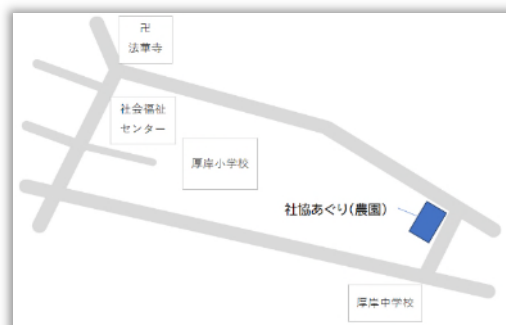 卍
法華寺
社会福祉
センター
厚岸小学校
社協あぐり(農園)
厚岸中学校